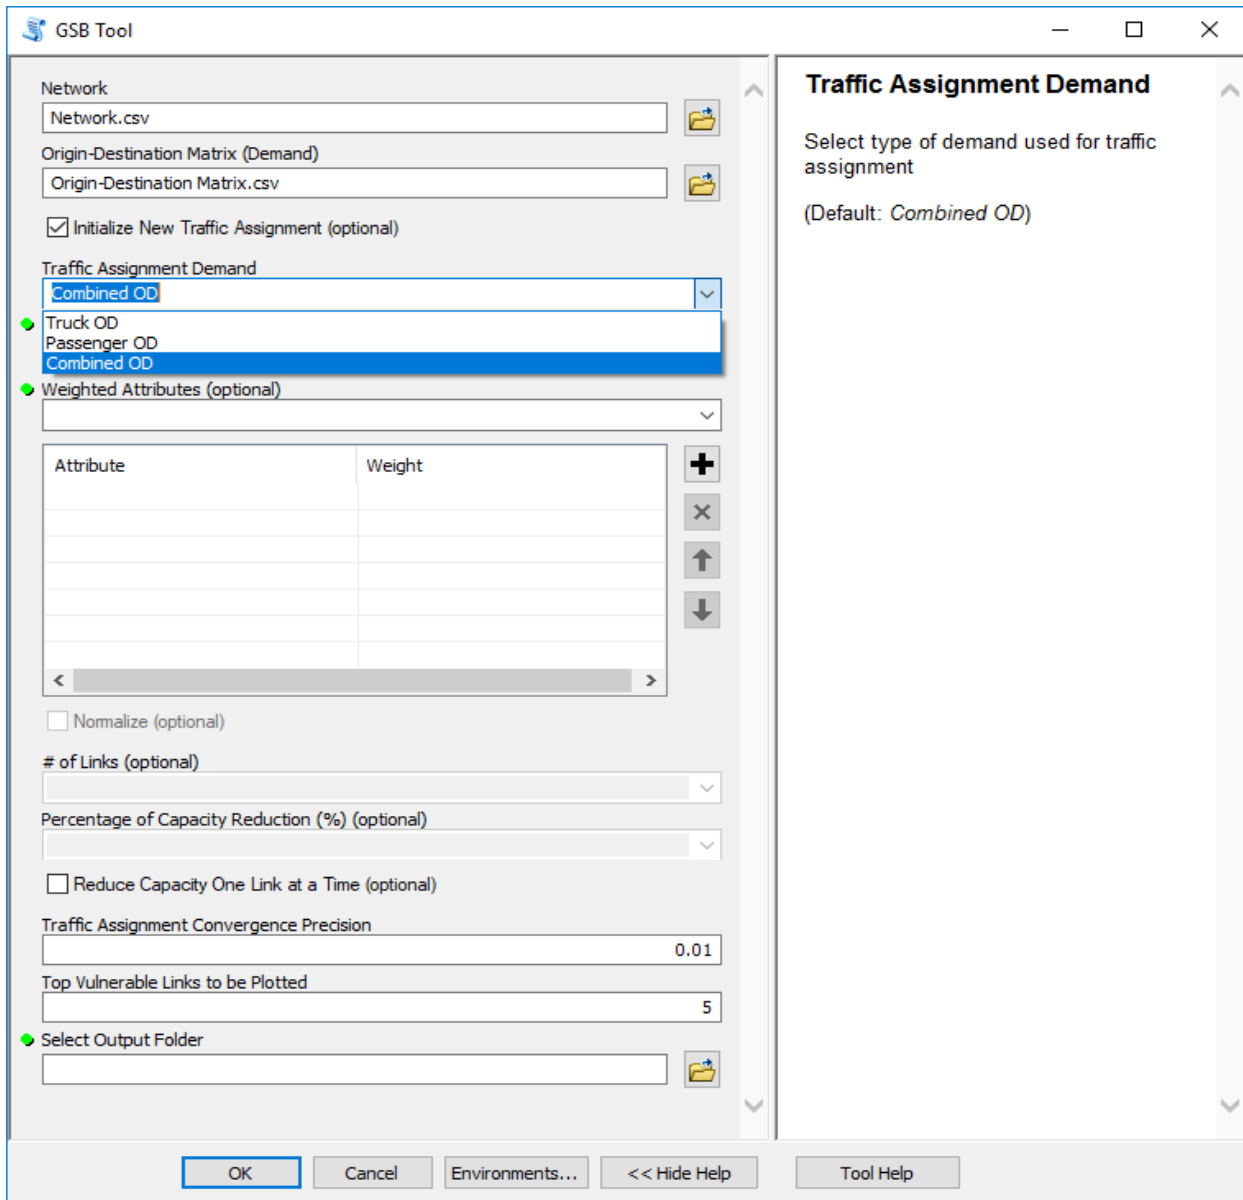 GSB Tool
Network
Network.csv
Origin-Destination Matrix (Demand)
Origin-Destination Matrix.csv
Initialize New Traffic Assignment (optional)
Traffic Assignment Demand
Combined OD
Truck OD
Passenger OD
Combined OD
Weighted Attributes (optional)
Attribute Weight
Normalize (optional)
# of Links (optional)
Percentage of Capacity Reduction (%) (optional)
Reduce Capacity One Link at a Time (optional)
Traffic Assignment Convergence Precision
0.01
Top Vulnerable Links to be Plotted
5
Select Output Folder
OK Cancel Environments... << Hide Help Tool Help
Traffic Assignment Demand
Select type of demand used for traffic
assignment
(Default: Combined OD)